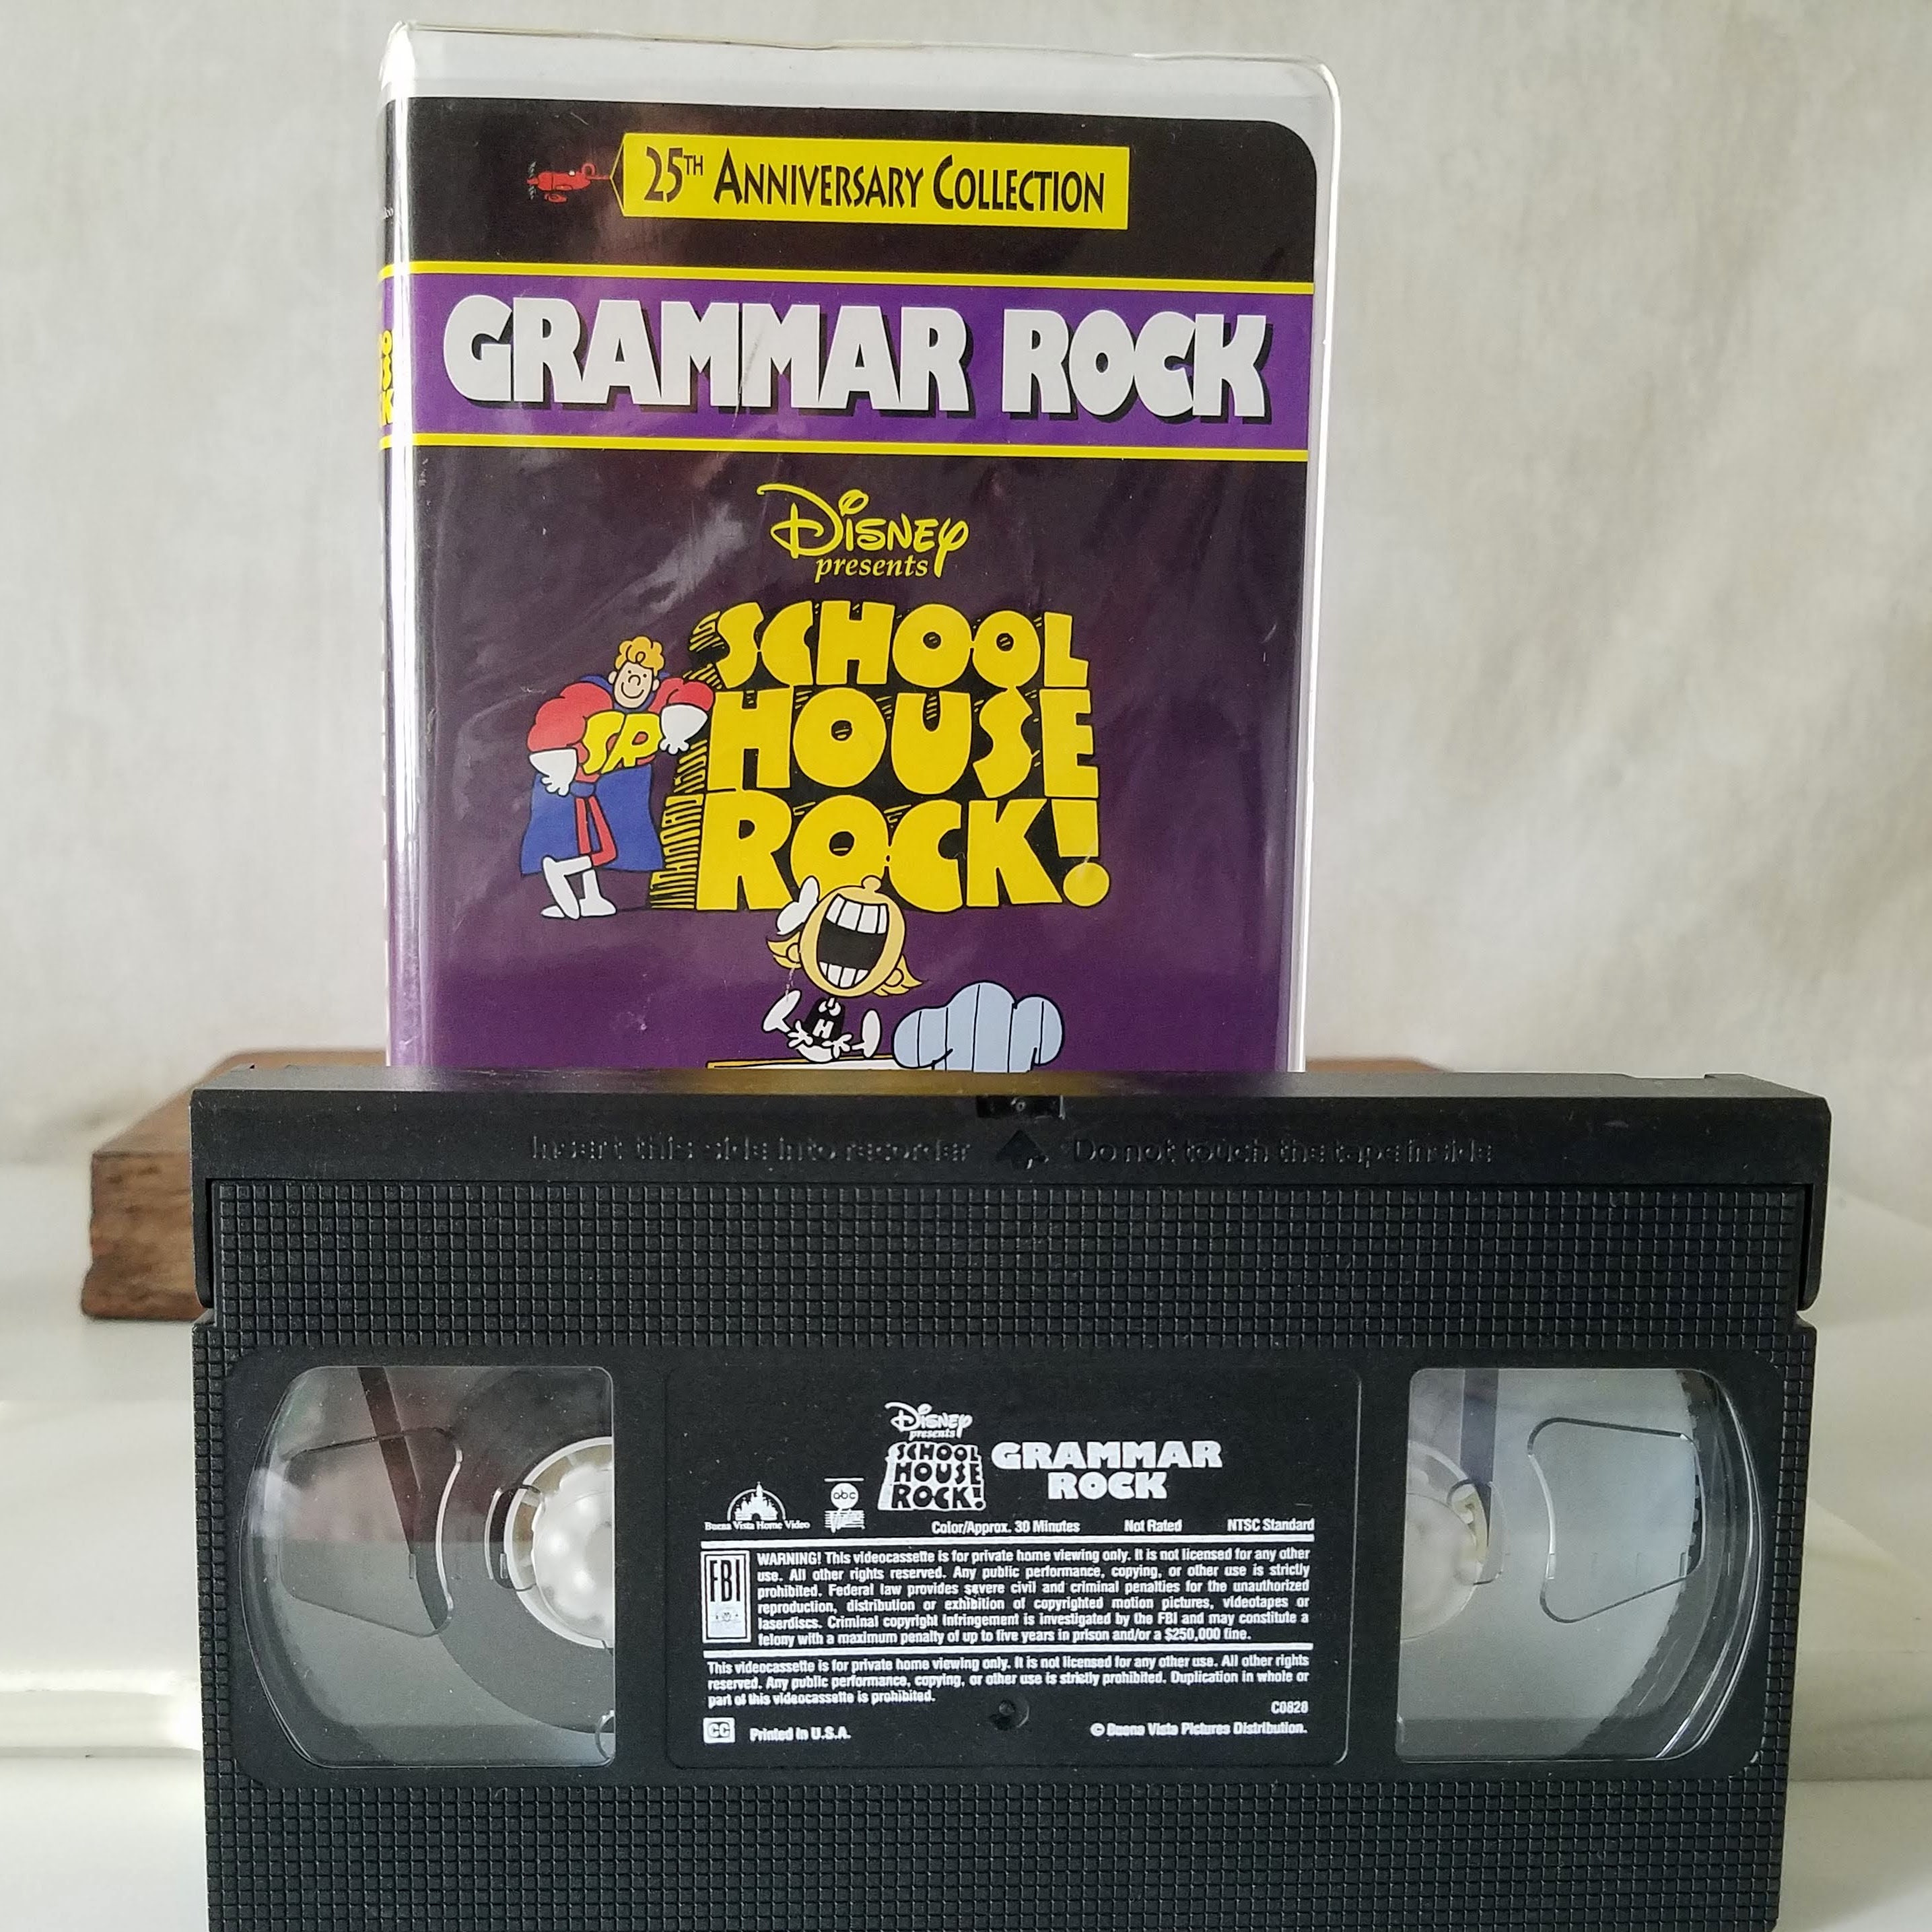 25TH ANNIVERSARY COLLECTION
GRAMMAR ROCK
Disney
presents
SCHOOL
HOUSE
ROCK!
SR
H
Insert this side into recorder Do not touch the tape inside
Disney
presents
SCHOOL
HOUSE
ROCK!
GRAMMAR
ROCK
Buena Vista Home Video
abc
Color/Approx. 30 Minutes Not Rated NTSC Standard
FBI
WARNING! This videocassette is for private home viewing only. It is not licensed for any other
use. All other rights reserved. Any public performance, copying, or other use is strictly
prohibited. Federal law provides severe civil and criminal penalties for the unauthorized
reproduction, distribution or exhibition of copyrighted motion pictures, videotapes or
laserdiscs. Criminal copyright infringement is investigated by the FBI and may constitute a
felony with a maximum penalty of up to five years in prison and/or a $250,000 fine.
This videocassette is for private home viewing only. It is not licensed for any other use. All other rights
reserved. Any public performance, copying, or other use is strictly prohibited. Duplication in whole or
part of this videocassette is prohibited.
C0828
CC Printed in U.S.A. © Buena Vista Pictures Distribution.